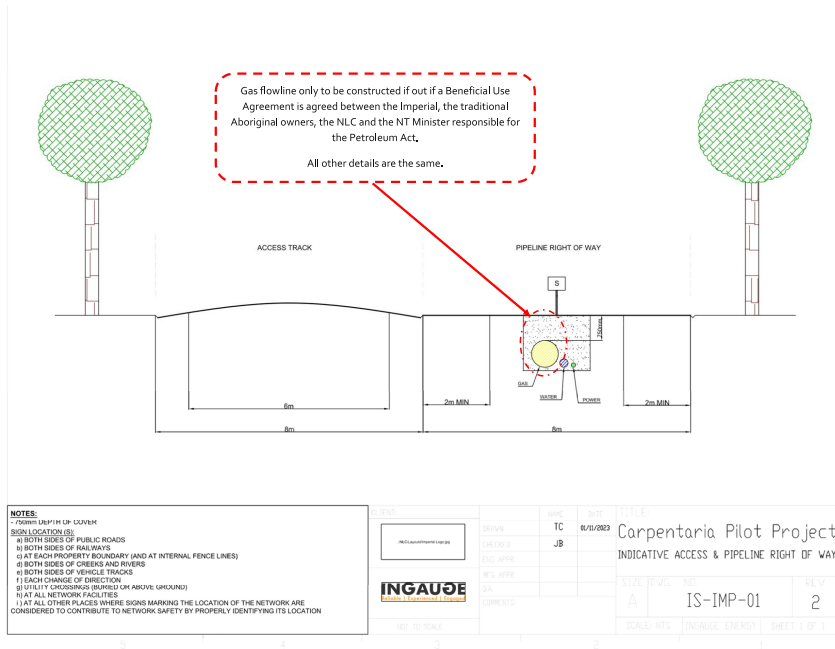 Gas flowline only to be constructed if out if a Beneficial Use
Agreement is agreed between the Imperial, the traditional
Aboriginal owners, the NLC and the NT Minister responsible for
the Petroleum Act.
All other details are the same.
ACCESS TRACK
PIPELINE RIGHT OF WAY
S
750mm
GAS
WATER
POWER
6m
2m MIN
2m MIN
8m
8m
NOTES:
- 750mm DEPTH OF COVER
SIGN LOCATION (S):
a) BOTH SIDES OF PUBLIC ROADS
b) BOTH SIDES OF RAILWAYS
c) AT EACH PROPERTY BOUNDARY (AND AT INTERNAL FENCE LINES)
d) BOTH SIDES OF CREEKS AND RIVERS
e) BOTH SIDES OF VEHICLE TRACKS
f ) EACH CHANGE OF DIRECTION
g) UTILITY CROSSINGS (BURIED OR ABOVE GROUND)
h) AT ALL NETWORK FACILITIES
i ) AT ALL OTHER PLACES WHERE SIGNS MARKING THE LOCATION OF THE NETWORK ARE
CONSIDERED TO CONTRIBUTE TO NETWORK SAFETY BY PROPERLY IDENTIFYING ITS LOCATION
CLIENT:
INGAUGE
Reliable | Experienced | Engaged
NOT TO SCALE
NAME DATE
DRAWN TC 01/11/2023
CHECKED JB
ENG APPR.
MFG APPR.
Q.A.
COMMENTS:
TITLE:
Carpentaria Pilot Project
INDICATIVE ACCESS & PIPELINE RIGHT OF WAY
SIZE DWG. NO. REV
A IS-IMP-01 2
SCALE: NTS INGAUGE ENERGY SHEET 1 OF 1
5 4 3 2 1